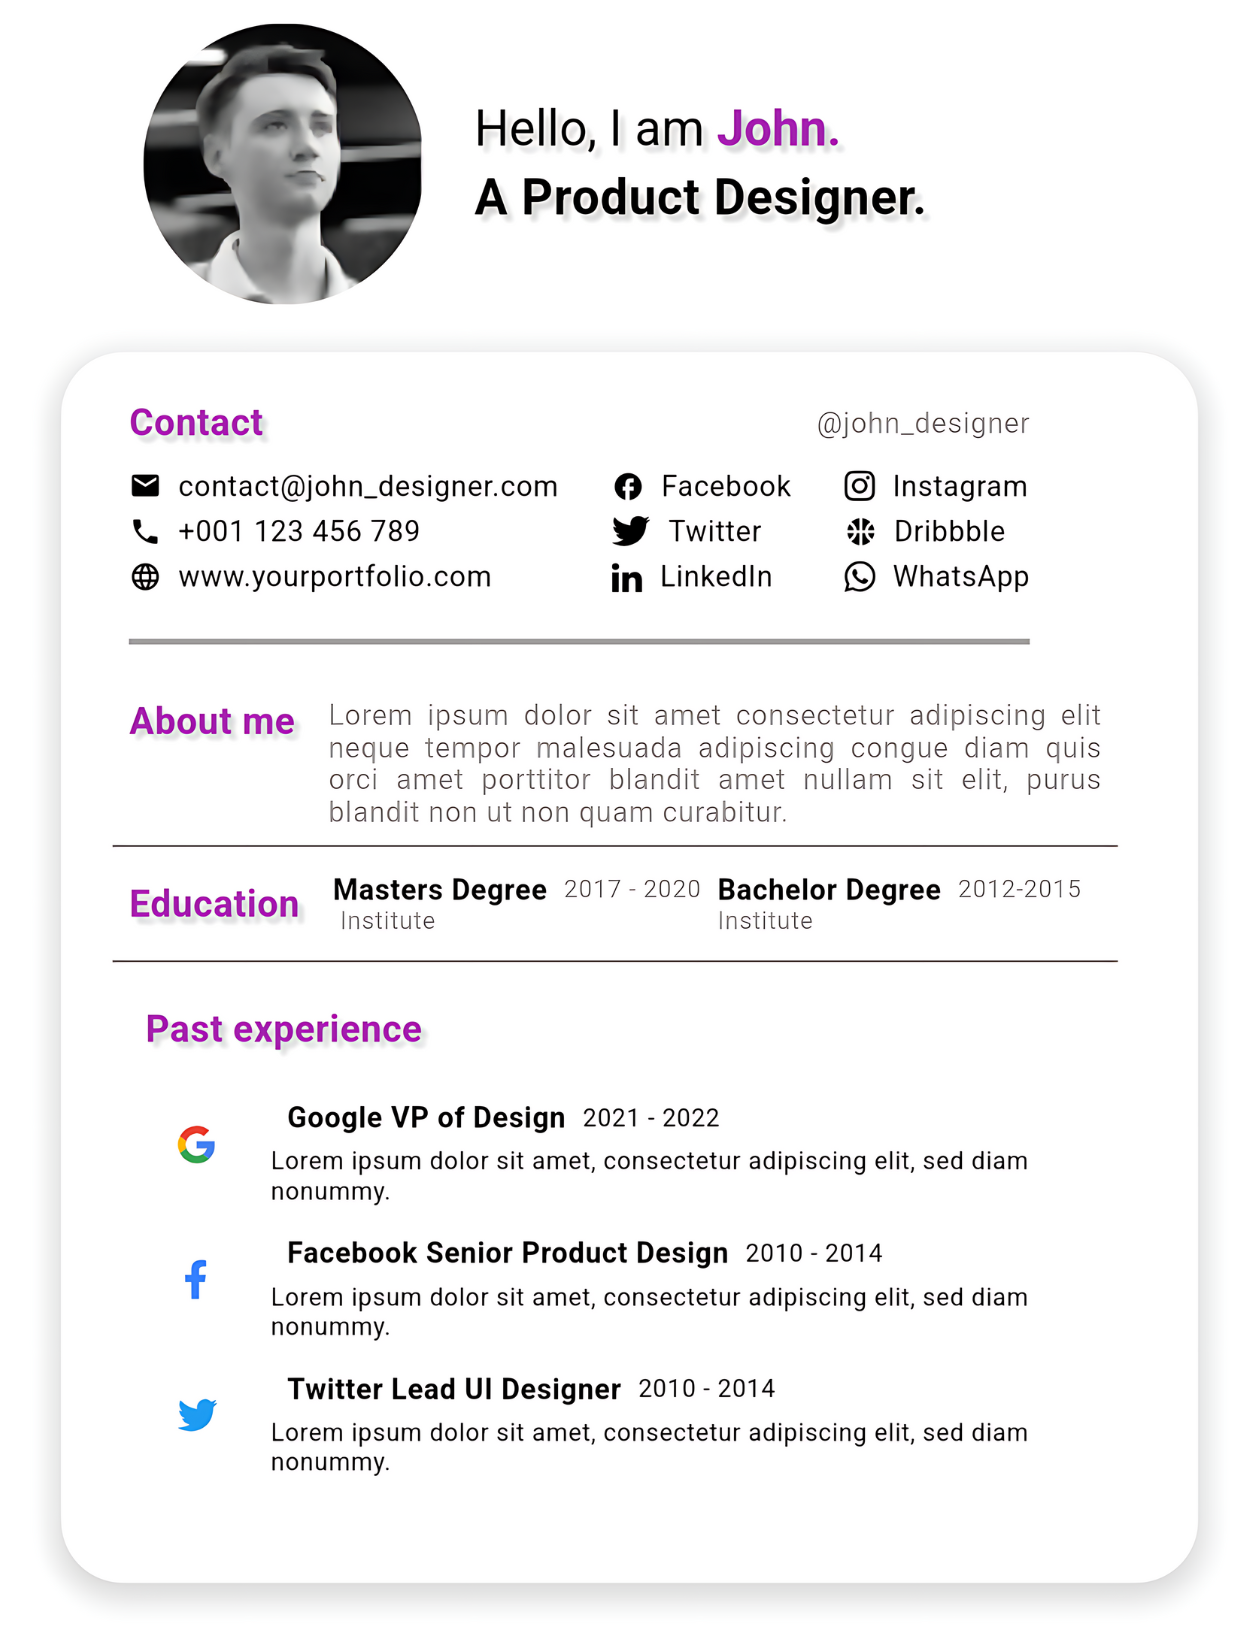 Hello, I am John.
A Product Designer.
Contact
@john_designer
contact@john_designer.com
Facebook
Instagram
+001 123 456 789
Twitter
Dribbble
www.yourportfolio.com
LinkedIn
WhatsApp
About me
Lorem ipsum dolor sit amet consectetur adipiscing elit
neque tempor malesuada adipiscing congue diam quis
orci amet porttitor blandit amet nullam sit elit, purus
blandit non ut non quam curabitur.
Education
Masters Degree 2017 - 2020
Institute
Bachelor Degree 2012-2015
Institute
Past experience
Google VP of Design 2021 - 2022
Lorem ipsum dolor sit amet, consectetur adipiscing elit, sed diam
nonummy.
Facebook Senior Product Design 2010 - 2014
Lorem ipsum dolor sit amet, consectetur adipiscing elit, sed diam
nonummy.
Twitter Lead UI Designer 2010 - 2014
Lorem ipsum dolor sit amet, consectetur adipiscing elit, sed diam
nonummy.